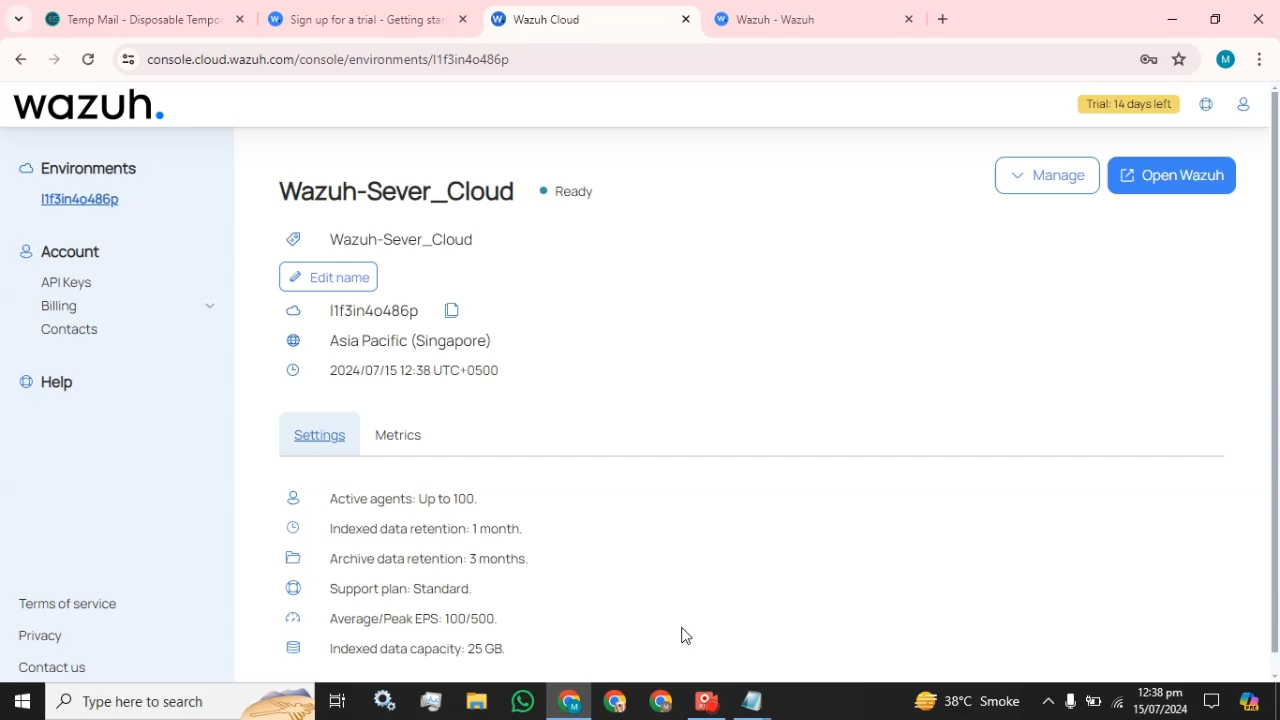 Temp Mail - Disposable Tempo
Sign up for a trial - Getting star
Wazuh Cloud
Wazuh - Wazuh
console.cloud.wazuh.com/console/environments/l1f3in4o486p
M
wazuh.
Trial: 14 days left
Environments
l1f3in4o486p
Account
API Keys
Billing
Contacts
Help
Terms of service
Privacy
Contact us
Wazuh-Sever_Cloud
Ready
Manage
Open Wazuh
Wazuh-Sever_Cloud
Edit name
l1f3in4o486p
Asia Pacific (Singapore)
2024/07/15 12:38 UTC+0500
Settings
Metrics
Active agents: Up to 100.
Indexed data retention: 1 month.
Archive data retention: 3 months.
Support plan: Standard.
Average/Peak EPS: 100/500.
Indexed data capacity: 25 GB.
Type here to search
38°C Smoke
12:38 pm
15/07/2024